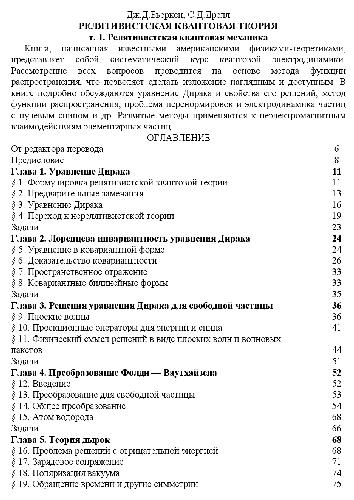 Дж.Д.Бьеркен, С.Д.Дрелл
РЕЛЯТИВИСТСКАЯ КВАНТОВАЯ ТЕОРИЯ
т. 1. Релятивистская квантовая механика
Книга, написанная известными американскими физиками-теоретиками,
представляет собой систематический курс квантовой электродинамики.
Рассмотрение всех вопросов проводится на основе метода функции
распространения, что позволяет сделать изложение наглядным и доступным. В
книге подробно обсуждаются уравнение Дирака и свойства его решений, метод
функции распространения, проблема перенормировок и электродинамика частиц
с нулевым спином и др. Развитые методы применяются к неэлектромагнитным
взаимодействиям элементарных частиц.
ОГЛАВЛЕНИЕ
От редактора перевода 6
Предисловие 8
Глава 1. Уравнение Дирака 11
§ 1. Формулировка релятивистской квантовой теории 11
§ 2. Предварительные замечания 13
§ 3. Уравнение Дирака 16
§ 4. Переход к нерелятивистской теории 19
Задачи 23
Глава 2. Лоренцева инвариантность уравнения Дирака 24
§ 5. Уравнение в ковариантной форме 24
§ 6. Доказательство ковариантности 26
§ 7. Пространственное отражение 33
§ 8. Ковариантные билинейные формы 33
Задачи 35
Глава 3. Решения уравнения Дирака для свободной частицы 36
§ 9. Плоские волны 36
§ 10. Проекционные операторы для энергии и спина 41
§ 11. Физический смысл решений в виде плоских волн и волновых
пакетов 44
Задачи 51
Глава 4. Преобразование Фолди — Ваутхайзена 52
§ 12. Введение 52
§ 13. Преобразование для свободной частицы 53
§ 14. Общее преобразование 54
§ 15. Атом водорода 58
Задачи 66
Глава 5. Теория дырок 68
§ 16. Проблема решений с отрицательной энергией 68
§ 17. Зарядовое сопряжение 71
§ 18. Поляризация вакуума 74
§ 19. Обращение времени и другие симметрии 75